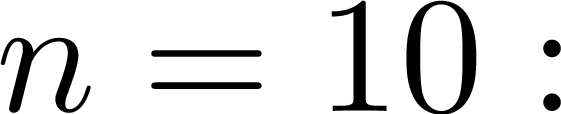 n = 10 :